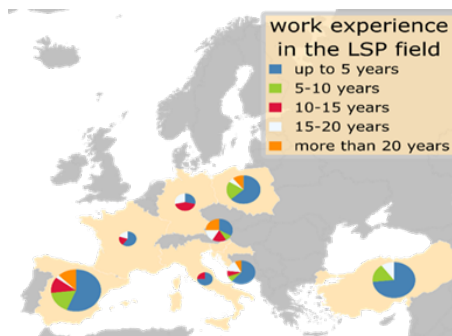 work experience
in the LSP field
up to 5 years
5-10 years
10-15 years
15-20 years
more than 20 years